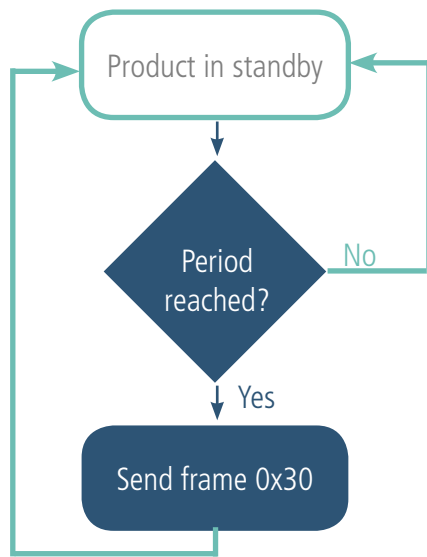 Product in standby
Period
reached?
No
Yes
Send frame 0x30